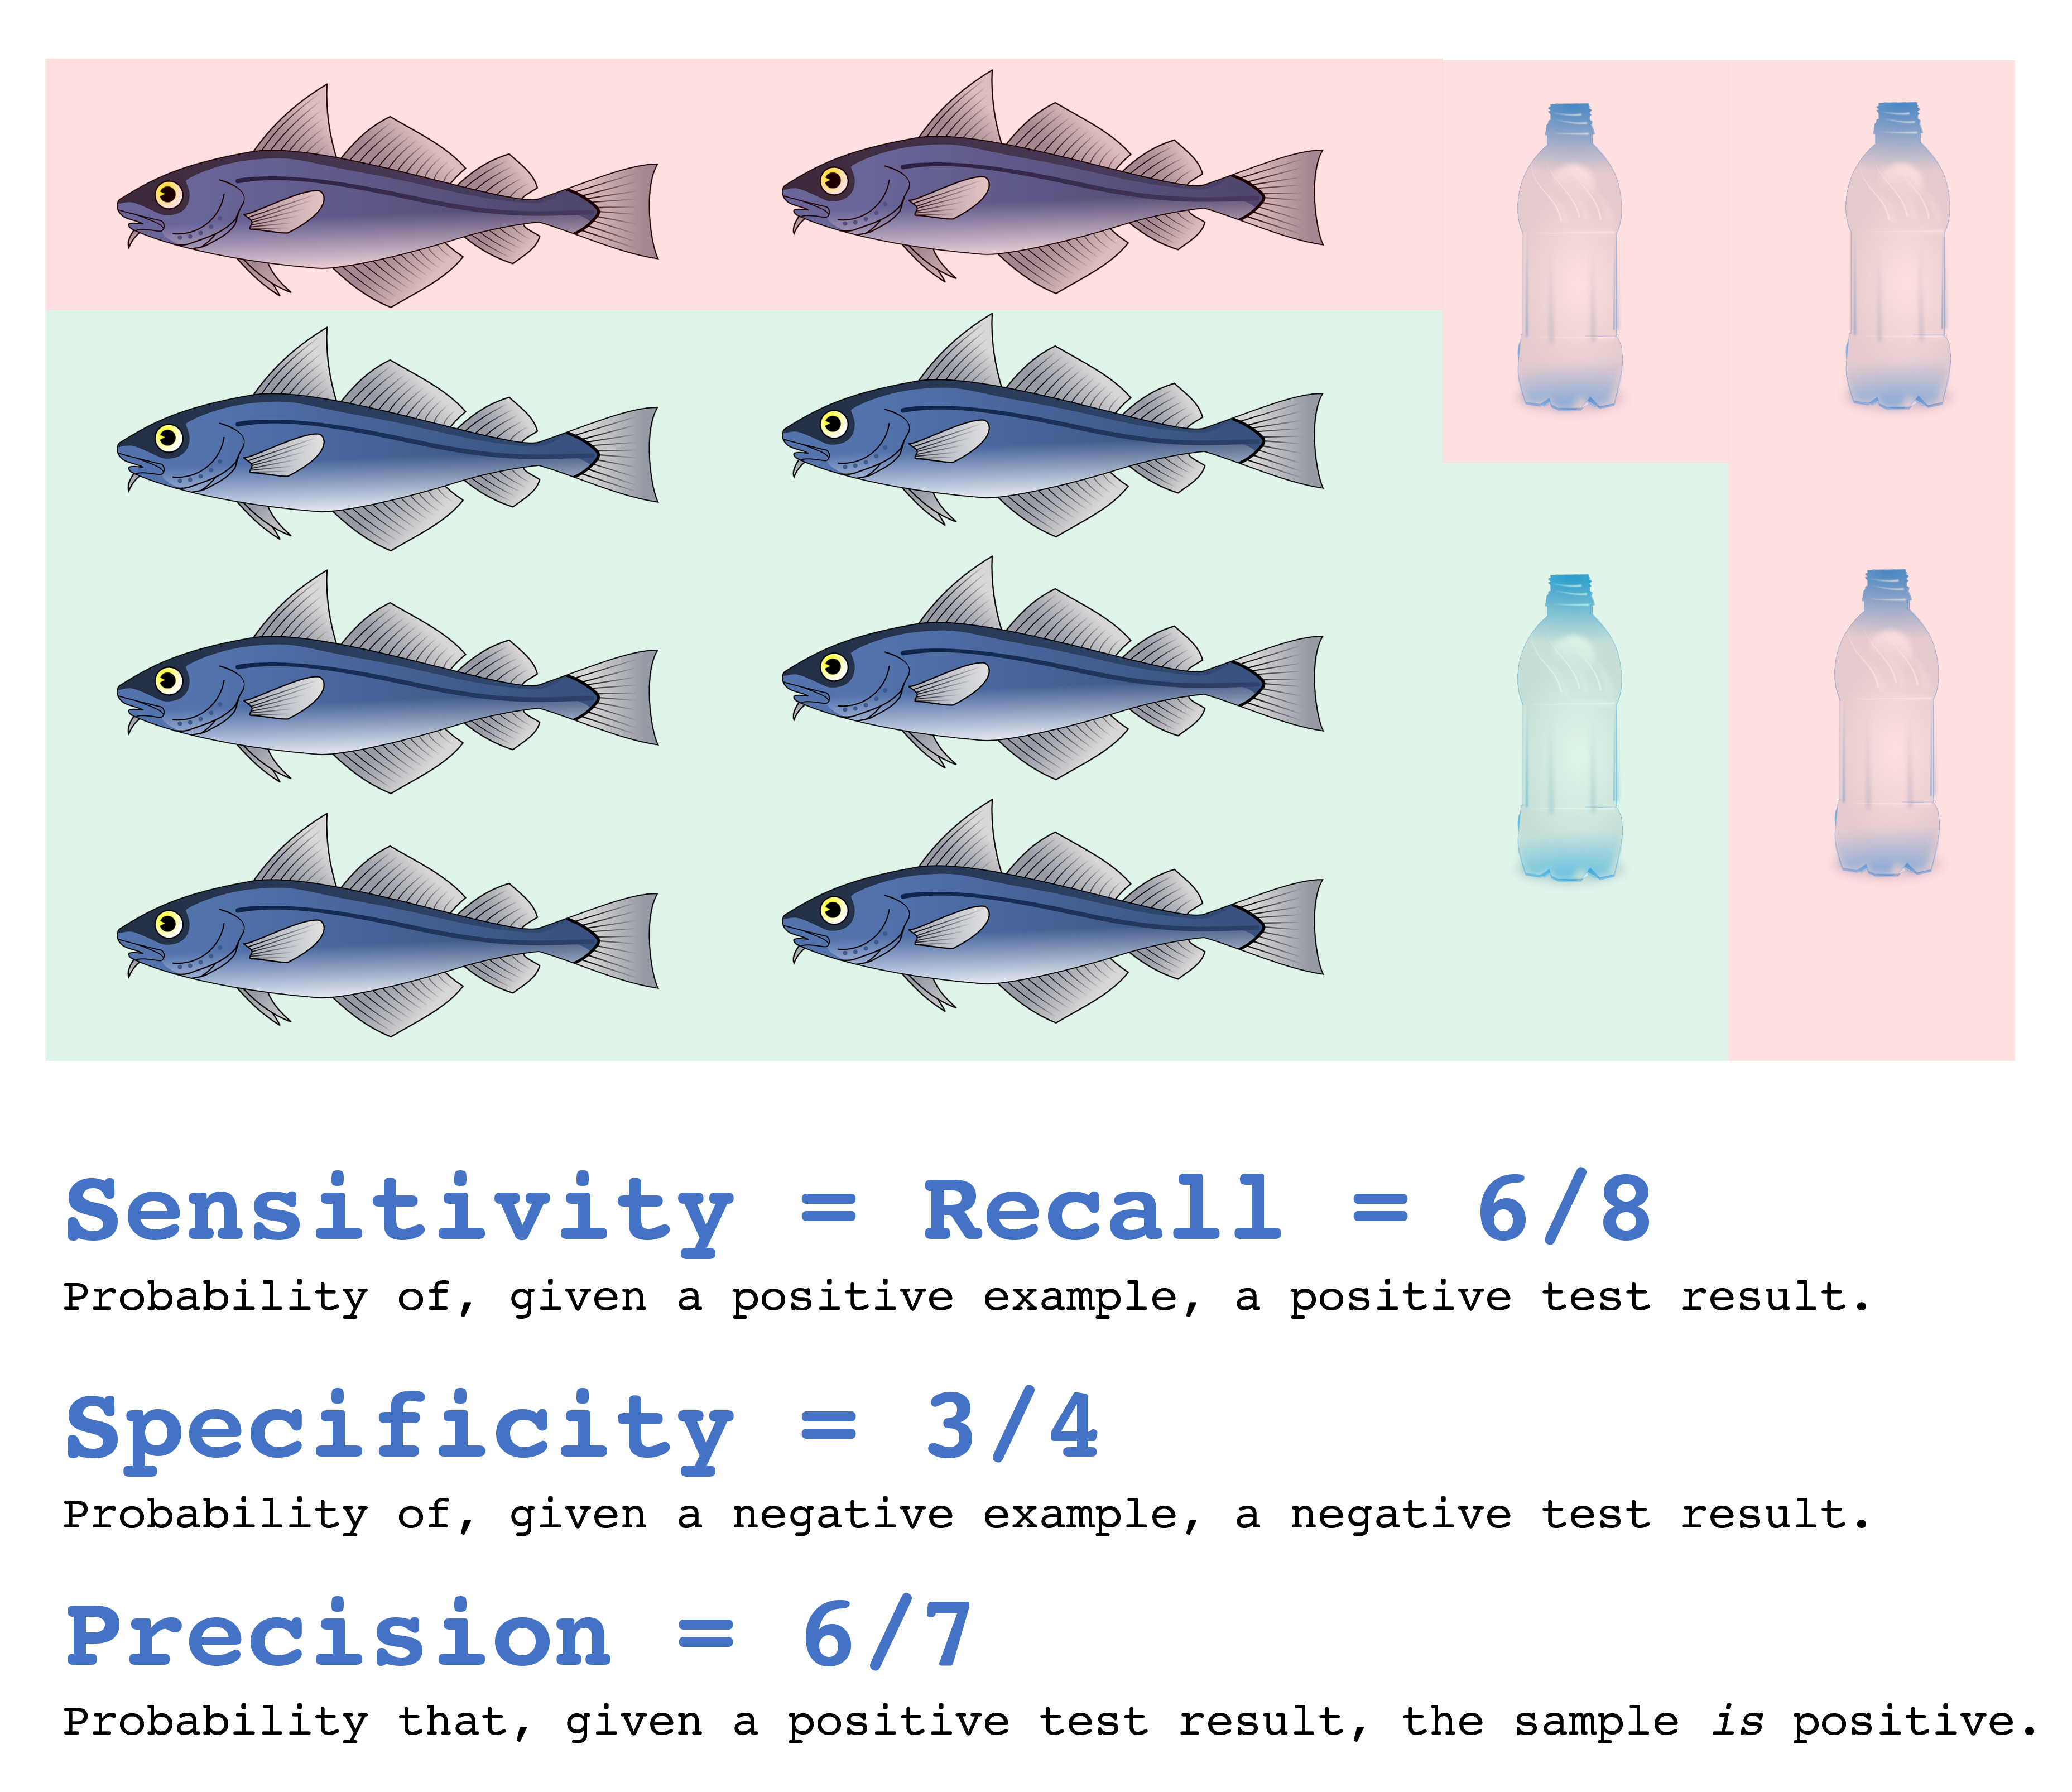 Sensitivity = Recall = 6/8
Probability of, given a positive example, a positive test result.
Specificity = 3/4
Probability of, given a negative example, a negative test result.
Precision = 6/7
Probability that, given a positive test result, the sample is positive.